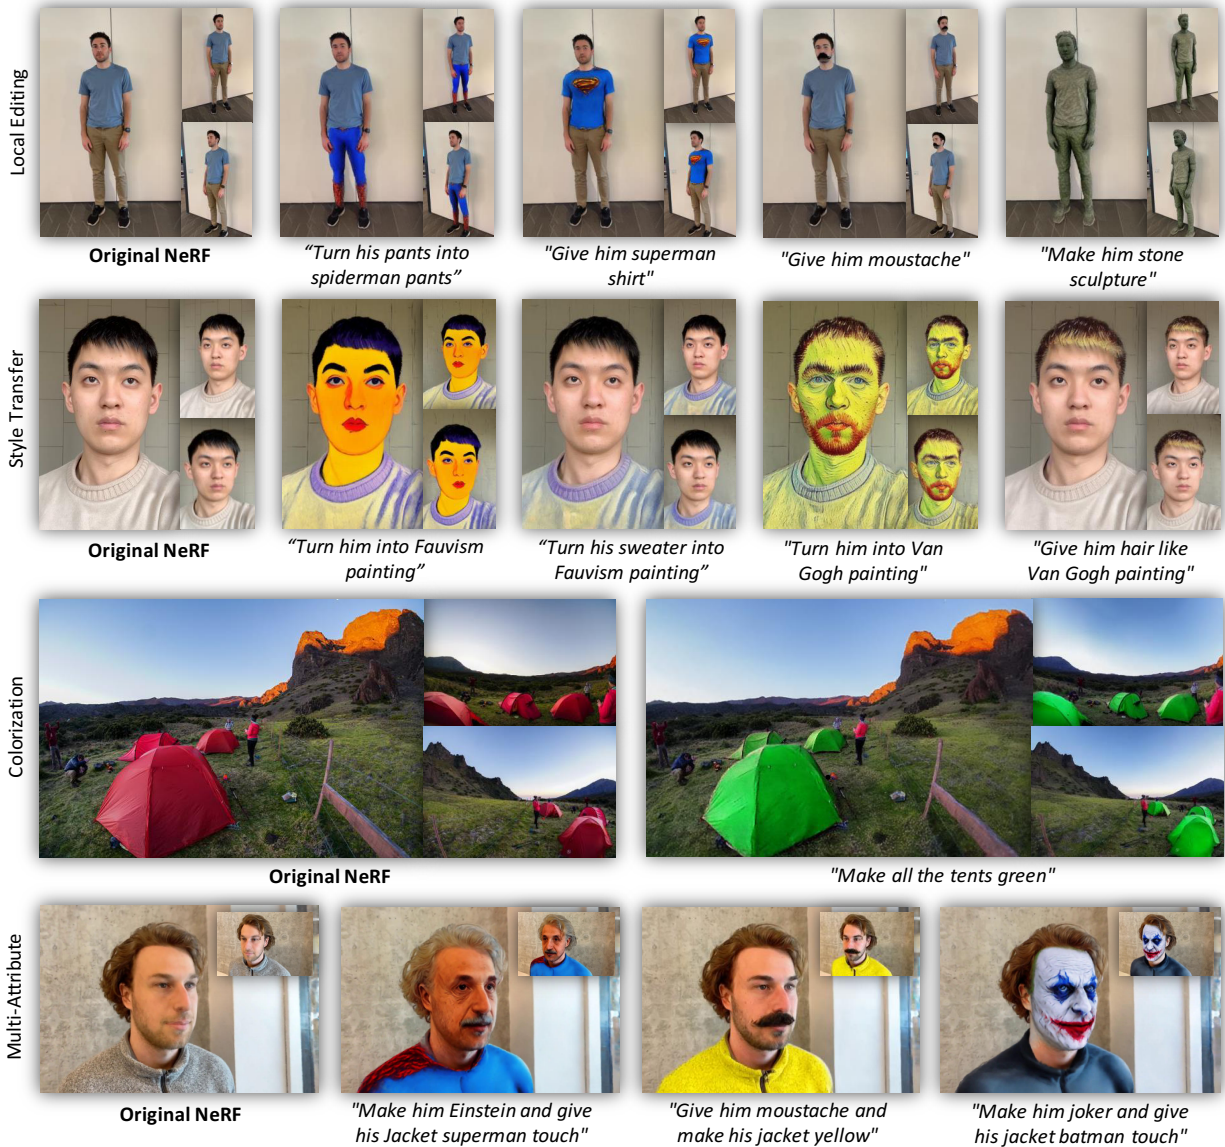 Local Editing
Original NeRF
“Turn his pants into
spiderman pants”
"Give him superman
shirt"
"Give him moustache"
"Make him stone
sculpture"
Style Transfer
Original NeRF
“Turn him into Fauvism
painting”
“Turn his sweater into
Fauvism painting”
"Turn him into Van
Gogh painting"
"Give him hair like
Van Gogh painting"
Colorization
Original NeRF
"Make all the tents green"
Multi-Attribute
Original NeRF
"Make him Einstein and give
his Jacket superman touch"
"Give him moustache and
make his jacket yellow"
"Make him joker and give
his jacket batman touch"